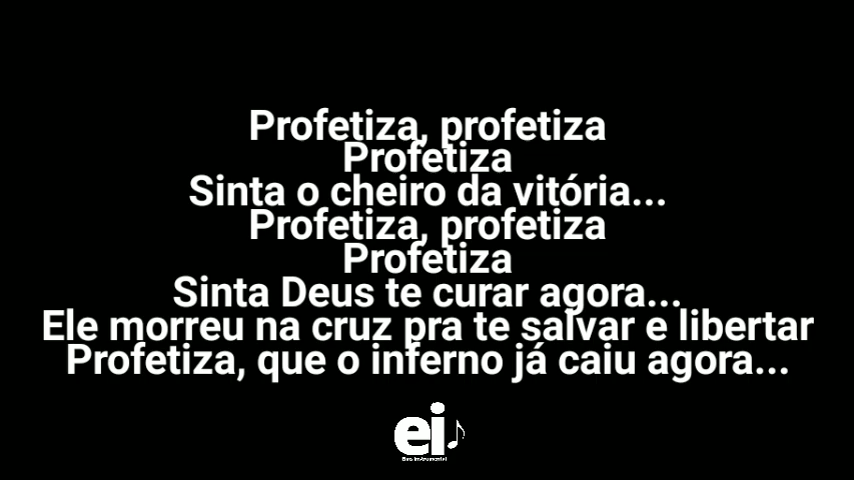 Profetiza, profetiza
Profetiza
Sinta o cheiro da vitória...
Profetiza, profetiza
Profetiza
Sinta Deus te curar agora...
Ele morreu na cruz pra te salvar e libertar
Profetiza, que o inferno já caiu agora...
ei